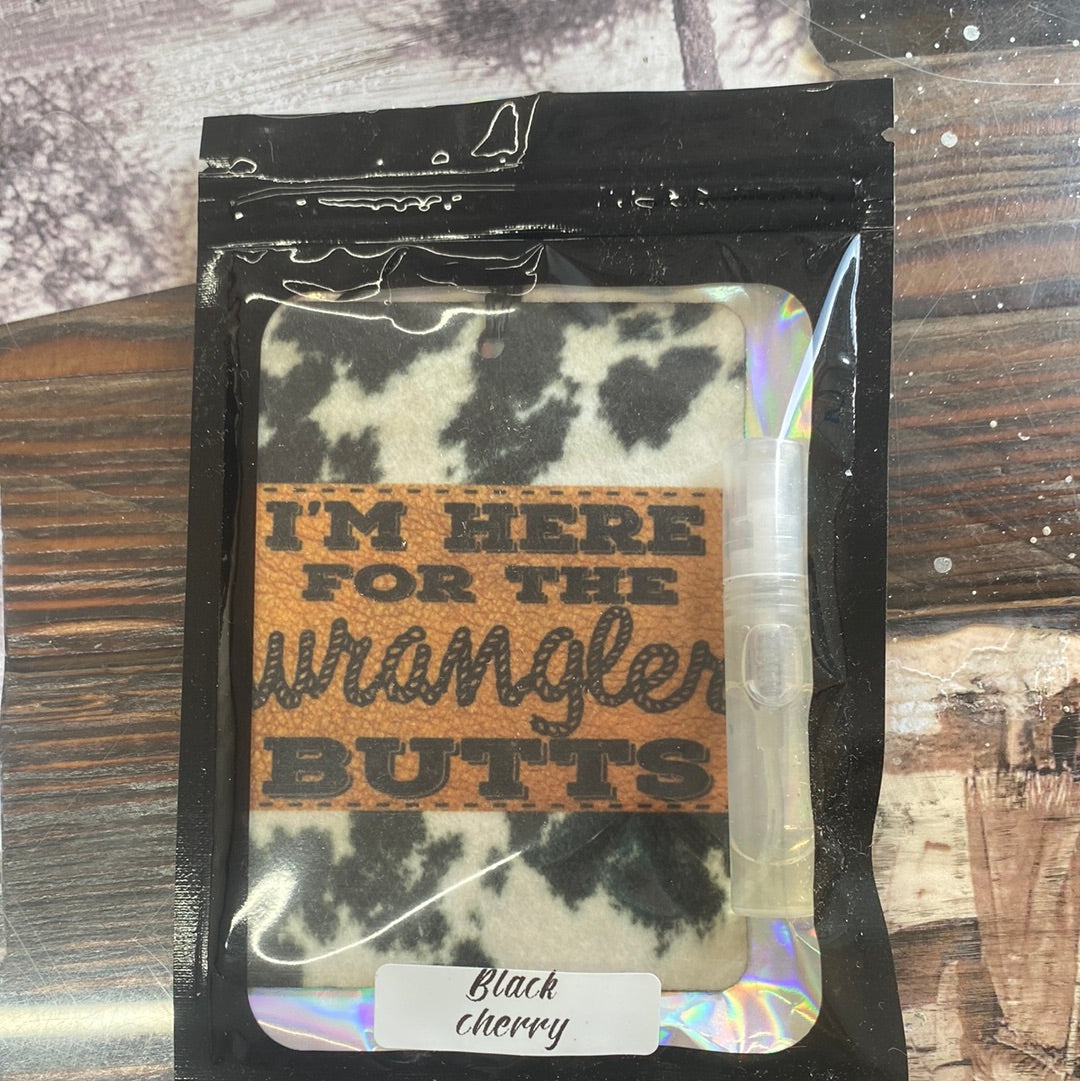 I'M HERE
FOR THE
wrangler
BUTTS
Black
cherry